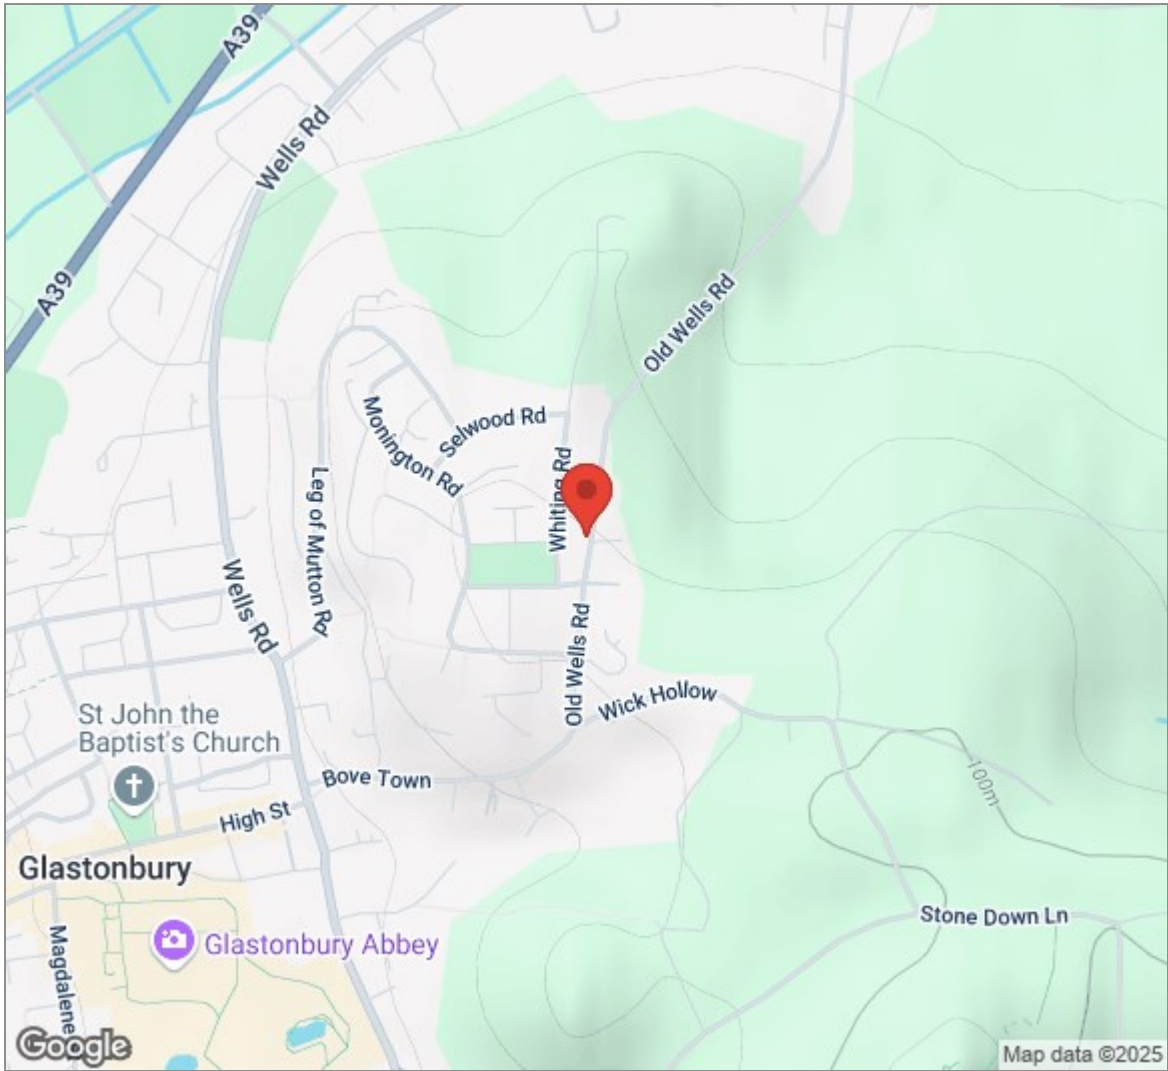 A39
Wells Rd
A39
Old Wells Rd
Selwood Rd
Monington Rd
Whiting Rd
Leg of Mutton Rd
Wells Rd
Old Wells Rd
Wick Hollow
St John the
Baptist's Church
Bove Town
100m
High St
Glastonbury
Stone Down Ln
Glastonbury Abbey
Magdalene
Google
Map data ©2025